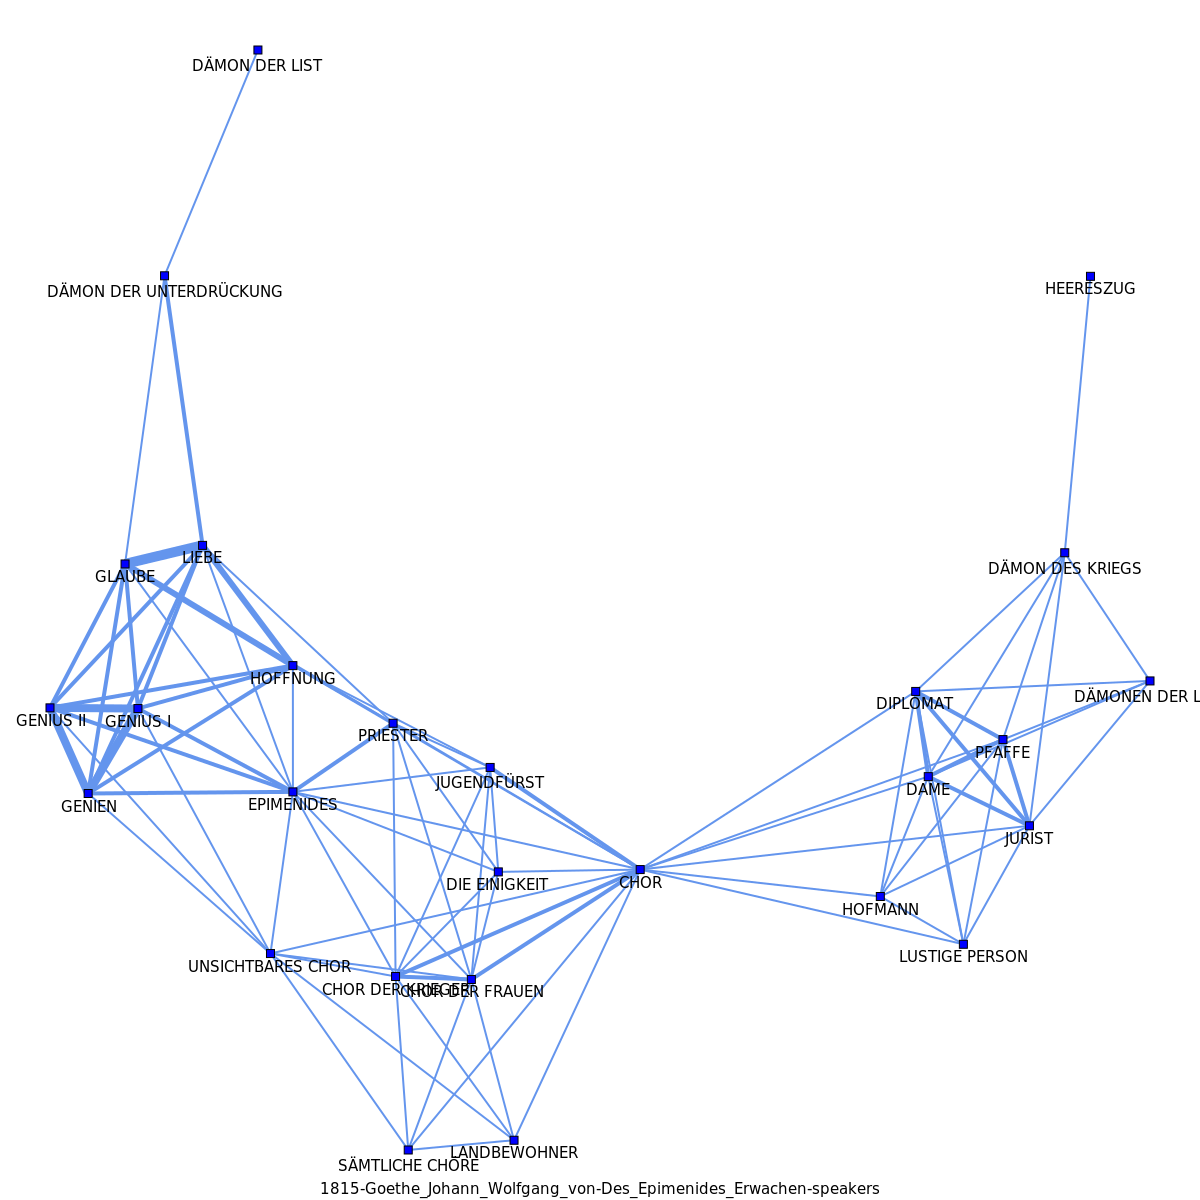 DÄMON DER LIST
DÄMON DER UNTERDRÜCKUNG
HEERESZUG
LIEBE
GLAUBE
DÄMON DES KRIEGS
HOFFNUNG
DÄMONEN DER L
DIPLOMAT
GENIUS II
GENIUS I
PRIESTER
PFAFFE
JUGENDFÜRST
DAME
GENIEN
EPIMENIDES
JURIST
DIE EINIGKEIT
CHOR
HOFMANN
LUSTIGE PERSON
UNSICHTBARES CHOR
CHOR DER KRIEGER
CHOR DER FRAUEN
LANDBEWOHNER
SÄMTLICHE CHÖRE
1815-Goethe_Johann_Wolfgang_von-Des_Epimenides_Erwachen-speakers